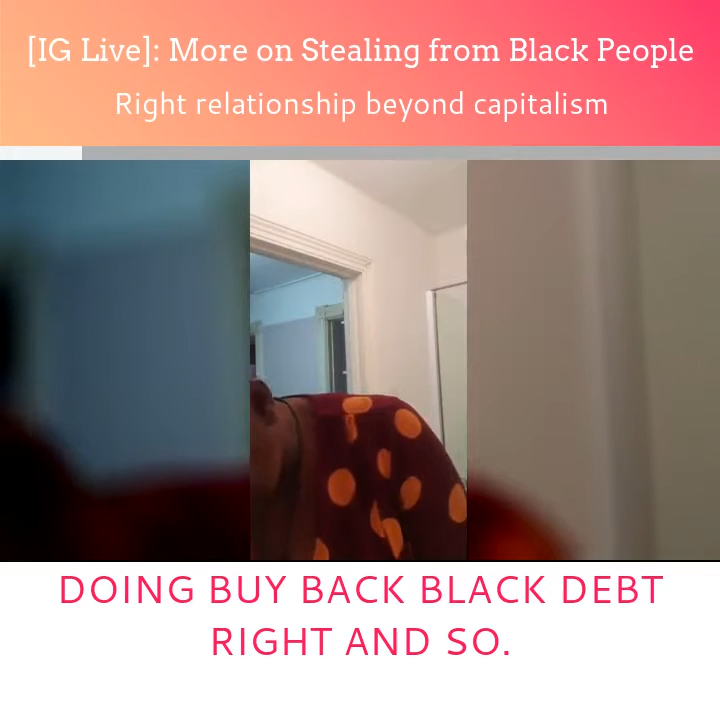 [IG Live]: More on Stealing from Black People
Right relationship beyond capitalism
DOING BUY BACK BLACK DEBT
RIGHT AND SO.